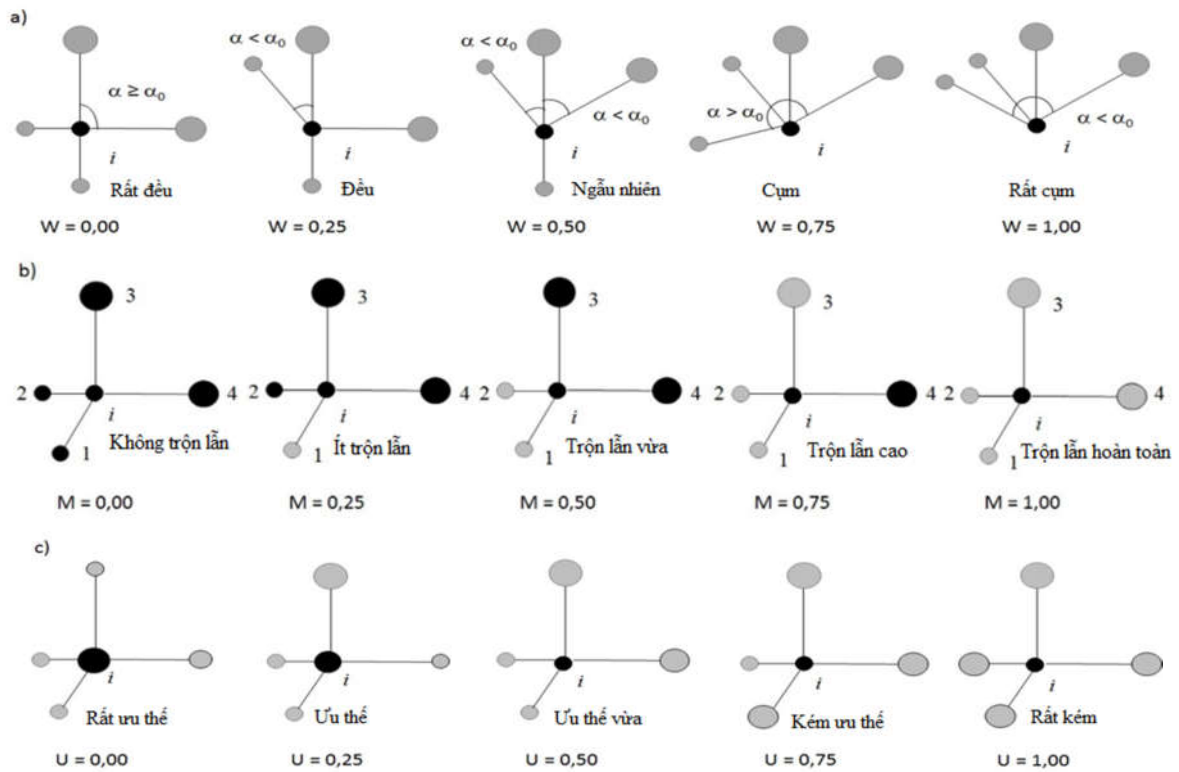 a)
α < α₀ α < α₀
α ≥ α₀ α < α₀ α > α₀ α < α₀
i i i i i
Rất đều Đều Ngẫu nhiên Cụm Rất cụm
W = 0,00 W = 0,25 W = 0,50 W = 0,75 W = 1,00
b)
3 3 3 3 3
2 4 2 4 2 4 2 4 2 4
i i i i i
1 Không trộn lẫn 1 Ít trộn lẫn 1 Trộn lẫn vừa 1 Trộn lẫn cao 1 Trộn lẫn hoàn toàn
M = 0,00 M = 0,25 M = 0,50 M = 0,75 M = 1,00
c)
i i i i i
Rất ưu thế Ưu thế Ưu thế vừa Kém ưu thế Rất kém
U = 0,00 U = 0,25 U = 0,50 U = 0,75 U = 1,00